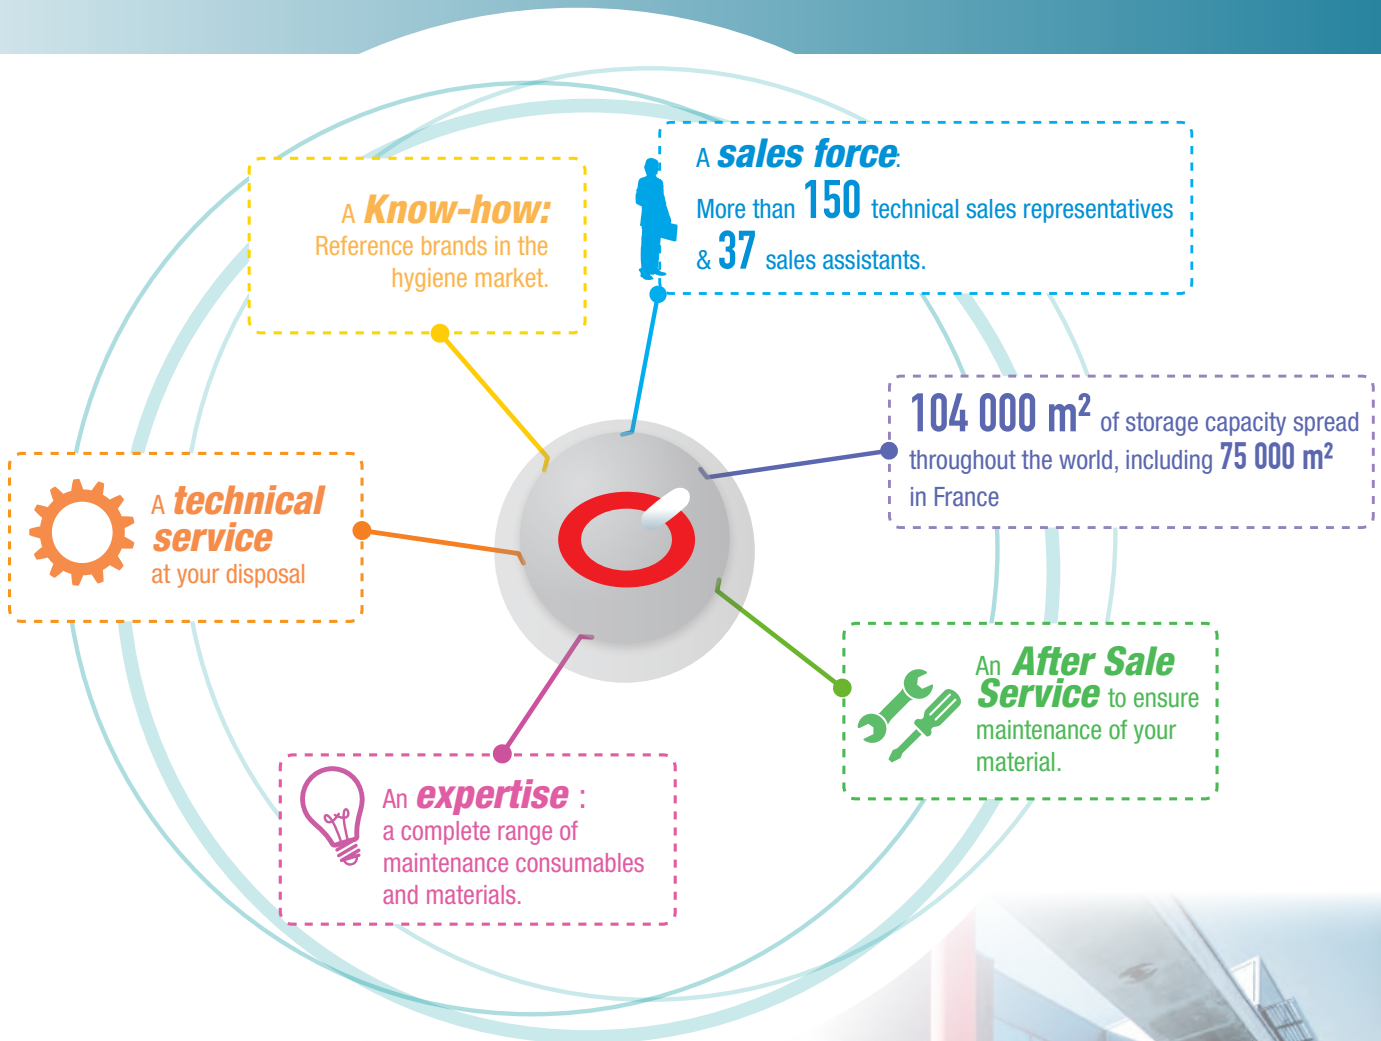 A Know-how:
Reference brands in the
hygiene market.
A sales force:
More than 150 technical sales representatives
& 37 sales assistants.
104 000 m² of storage capacity spread
throughout the world, including 75 000 m²
in France
A technical
service
at your disposal
An After Sale
Service to ensure
maintenance of your
material.
An expertise :
a complete range of
maintenance consumables
and materials.